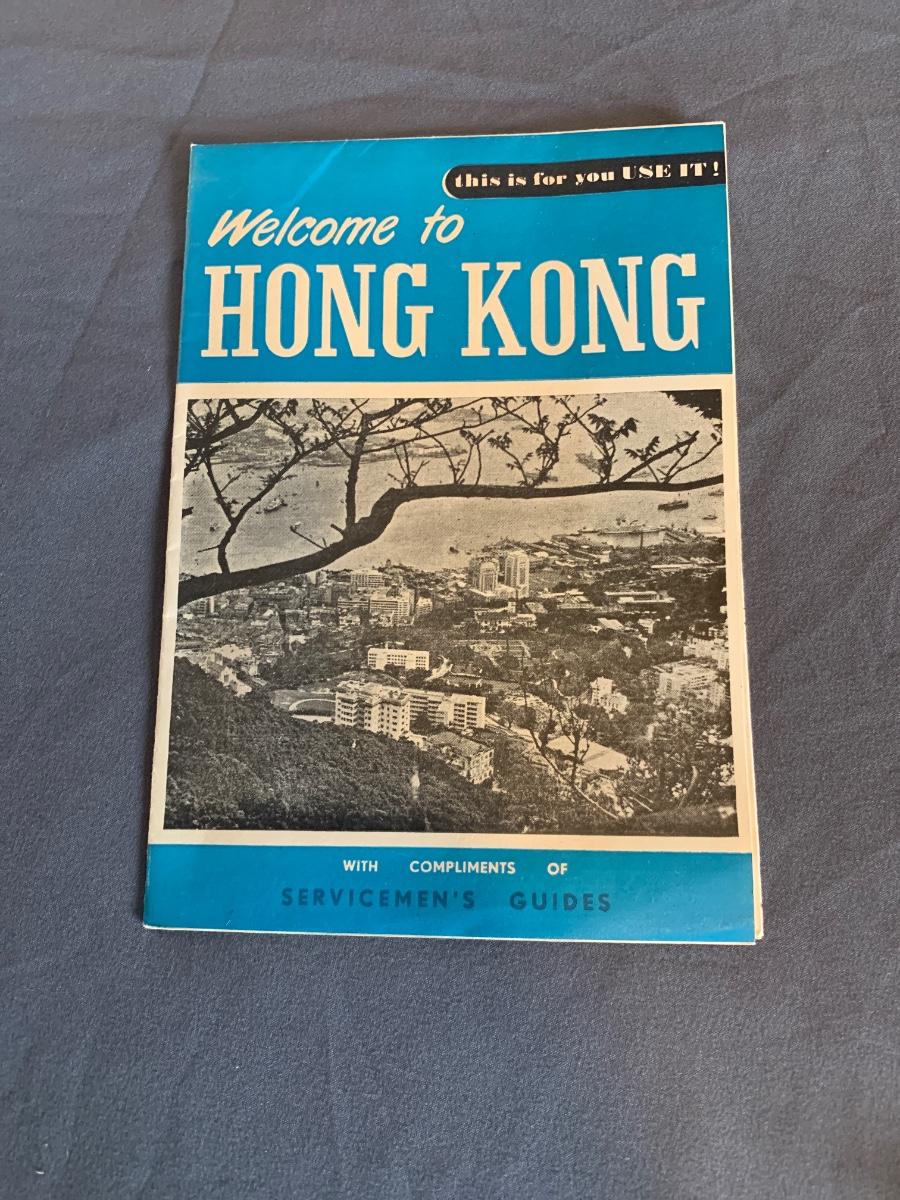 this is for you USE IT!
Welcome to
HONG KONG
WITH COMPLIMENTS OF
SERVICEMEN'S GUIDES